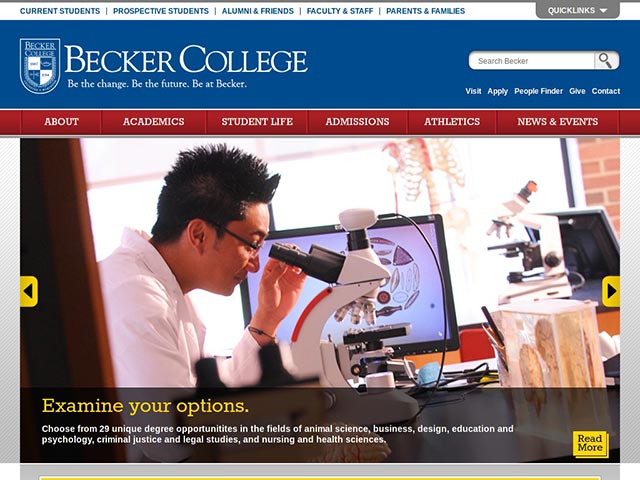 CURRENT STUDENTS | PROSPECTIVE STUDENTS | ALUMNI & FRIENDS | FACULTY & STAFF | PARENTS & FAMILIES
QUICKLINKS
BECKER
COLLEGE
BECKER COLLEGE
Be the change. Be the future. Be at Becker.
Search Becker
Visit Apply People Finder Give Contact
ABOUT ACADEMICS STUDENT LIFE ADMISSIONS ATHLETICS NEWS & EVENTS
Examine your options.
Choose from 29 unique degree opportunitites in the fields of animal science, business, design, education and
psychology, criminal justice and legal studies, and nursing and health sciences.
Read
More